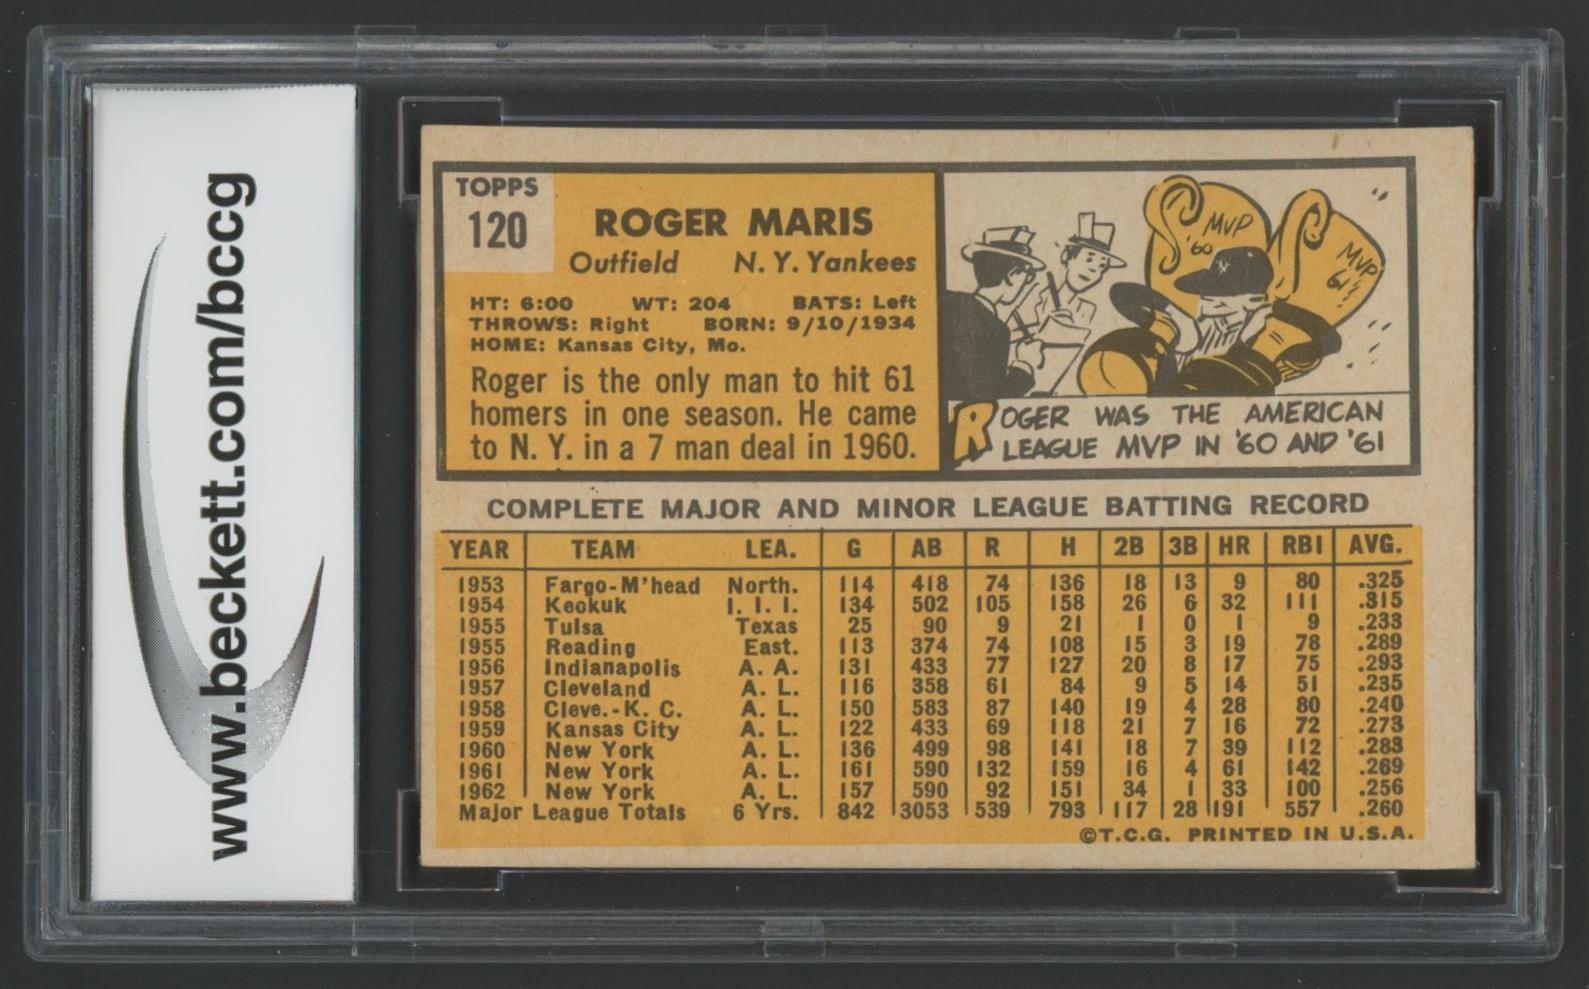 www.beckett.com/bccg
TOPPS
120
ROGER MARIS
Outfield N. Y. Yankees
HT: 6:00 WT: 204 BATS: Left
THROWS: Right BORN: 9/10/1934
HOME: Kansas City, Mo.
Roger is the only man to hit 61
homers in one season. He came
to N. Y. in a 7 man deal in 1960.
MVP
'60
MVP
61
ROGER WAS THE AMERICAN
LEAGUE MVP IN '60 AND '61
COMPLETE MAJOR AND MINOR LEAGUE BATTING RECORD
YEAR TEAM LEA. G AB R H 2B 3B HR RBI AVG.
1953 Fargo-M'head North. 114 418 74 136 18 13 9 80 .325
1954 Keokuk I. I. I. 134 502 105 158 26 6 32 111 .315
1955 Tulsa Texas 25 90 9 21 1 0 1 9 .233
1955 Reading East. 113 374 74 108 15 3 19 78 .289
1956 Indianapolis A. A. 131 433 77 127 20 8 17 75 .293
1957 Cleveland A. L. 116 358 61 84 9 5 14 51 .235
1958 Cleve.-K. C. A. L. 150 583 87 140 19 4 28 80 .240
1959 Kansas City A. L. 122 433 69 118 21 7 16 72 .273
1960 New York A. L. 136 499 98 141 18 7 39 112 .283
1961 New York A. L. 161 590 132 159 16 4 61 142 .269
1962 New York A. L. 157 590 92 151 34 1 33 100 .256
Major League Totals 6 Yrs. 842 3053 539 793 117 28 191 557 .260
©T.C.G. PRINTED IN U.S.A.